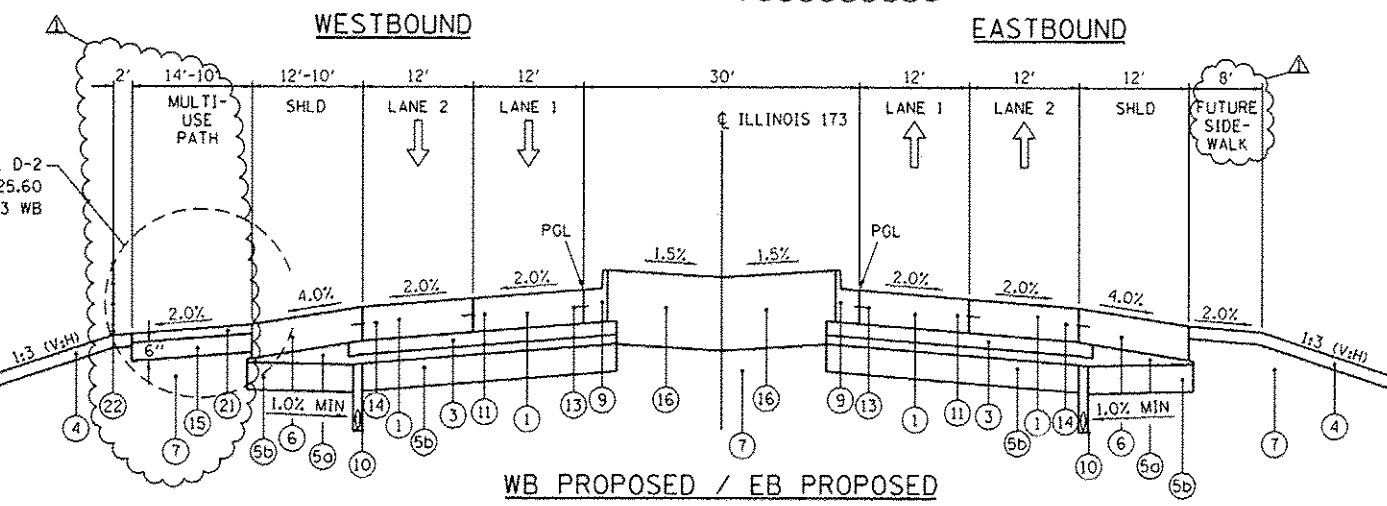 WESTBOUND
EASTBOUND
2' 14'-10" 12'-10" 12' 12' 30' 12' 12' 12' 8'
MULTI-
USE
PATH
SHLD
LANE 2
LANE 1
℄ ILLINOIS 173
LANE 1
LANE 2
SHLD
FUTURE
SIDE-
WALK
1
1
D-2
25.60
3 WB
PGL
PGL
1.5% 1.5%
2.0% 4.0% 2.0% 2.0% 2.0% 2.0% 4.0% 2.0%
1:3 (V:H)
6"
1:3 (V:H)
1.0% MIN
1.0% MIN
4 22 7 15 21 5b 6 5a 10 14 1 5b 3 11 1 13 9 16 7 16 9 13 1 11 3 5b 1 14 10 6 5a 5b 7 4
WB PROPOSED / EB PROPOSED